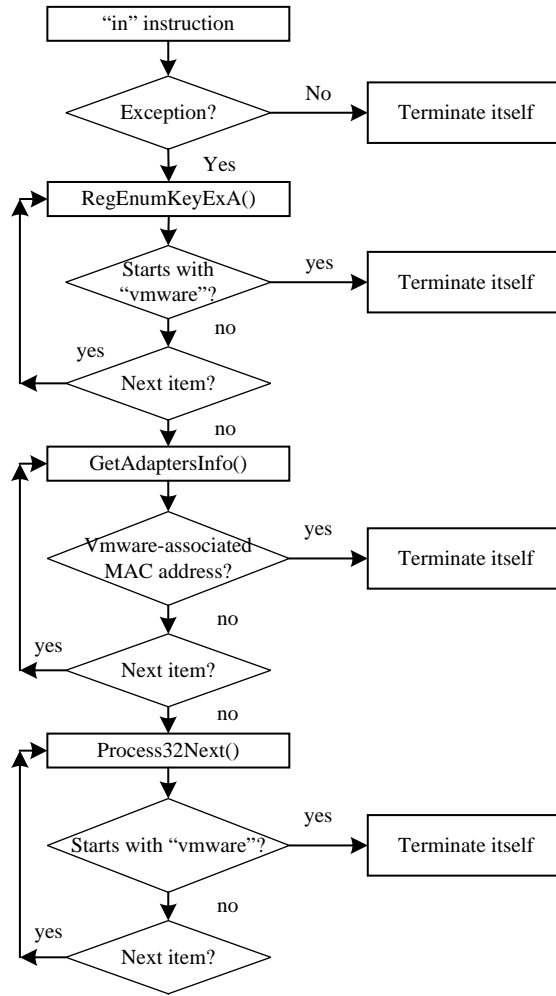 “in” instruction
Exception?
No
Terminate itself
Yes
RegEnumKeyExA()
Starts with
“vmware”?
yes
Terminate itself
no
yes
Next item?
no
GetAdaptersInfo()
Vmware-associated
MAC address?
yes
Terminate itself
no
yes
Next item?
no
Process32Next()
Starts with “vmware”?
yes
Terminate itself
no
yes
Next item?